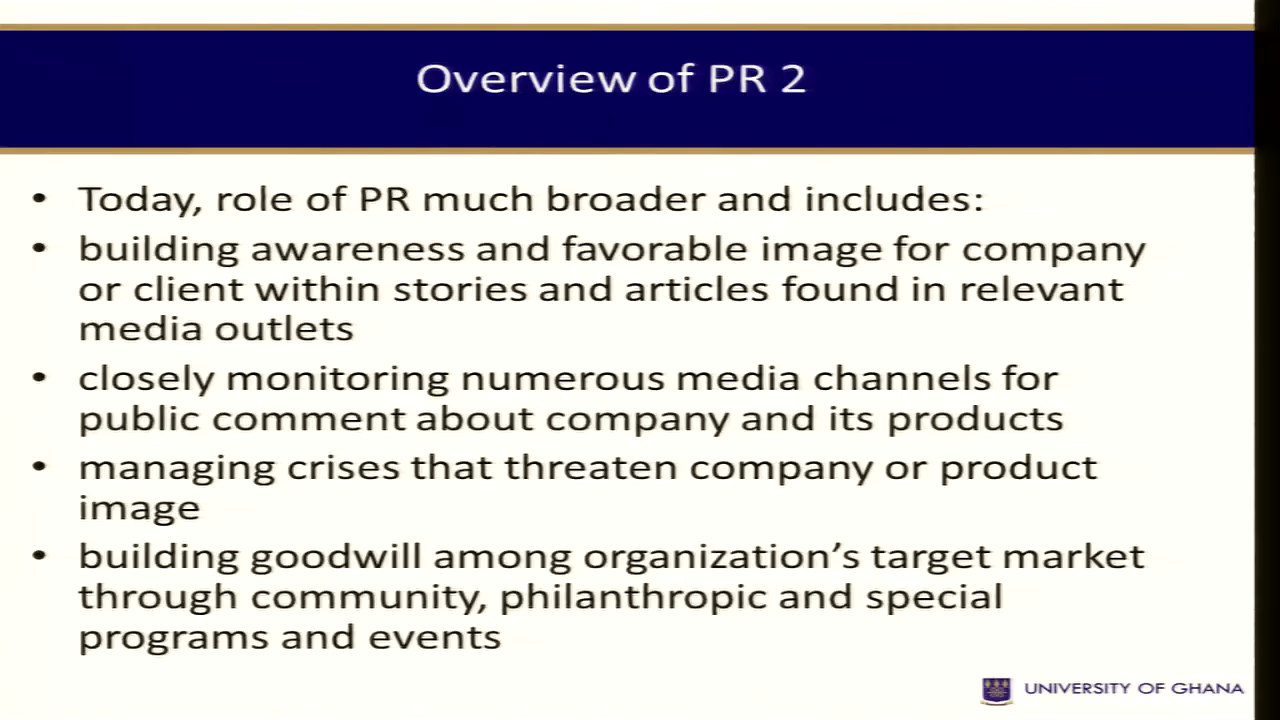 Overview of PR 2
• Today, role of PR much broader and includes:
• building awareness and favorable image for company
or client within stories and articles found in relevant
media outlets
• closely monitoring numerous media channels for
public comment about company and its products
• managing crises that threaten company or product
image
• building goodwill among organization’s target market
through community, philanthropic and special
programs and events
UNIVERSITY OF GHANA